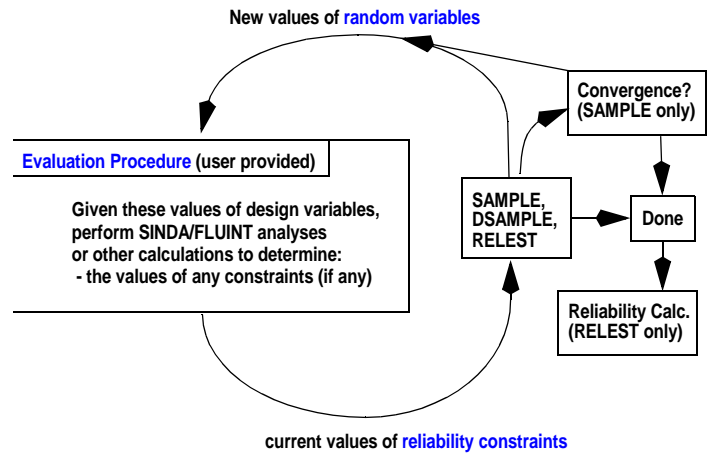 New values of random variables
Convergence?
(SAMPLE only)
Evaluation Procedure (user provided)
Given these values of design variables,
perform SINDA/FLUINT analyses
or other calculations to determine:
- the values of any constraints (if any)
SAMPLE,
DSAMPLE,
RELEST
Done
Reliability Calc.
(RELEST only)
current values of reliability constraints